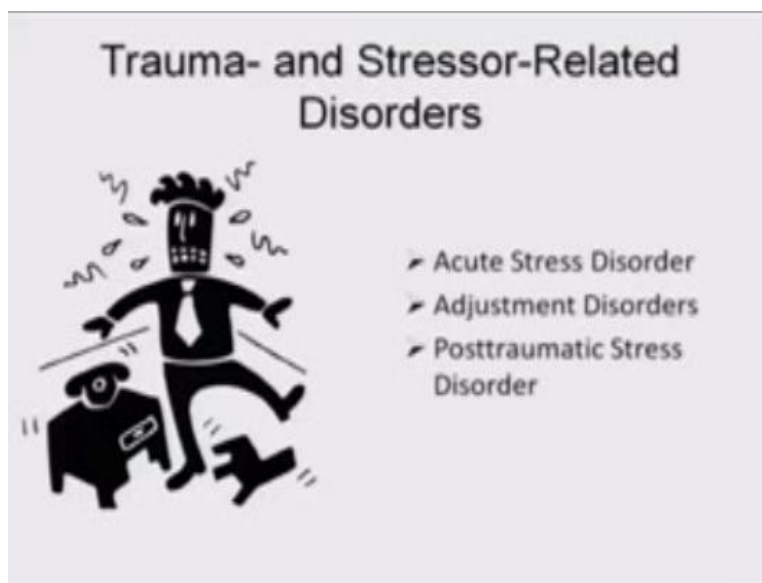 Trauma- and Stressor-Related
Disorders
➢ Acute Stress Disorder
➢ Adjustment Disorders
➢ Posttraumatic Stress
Disorder